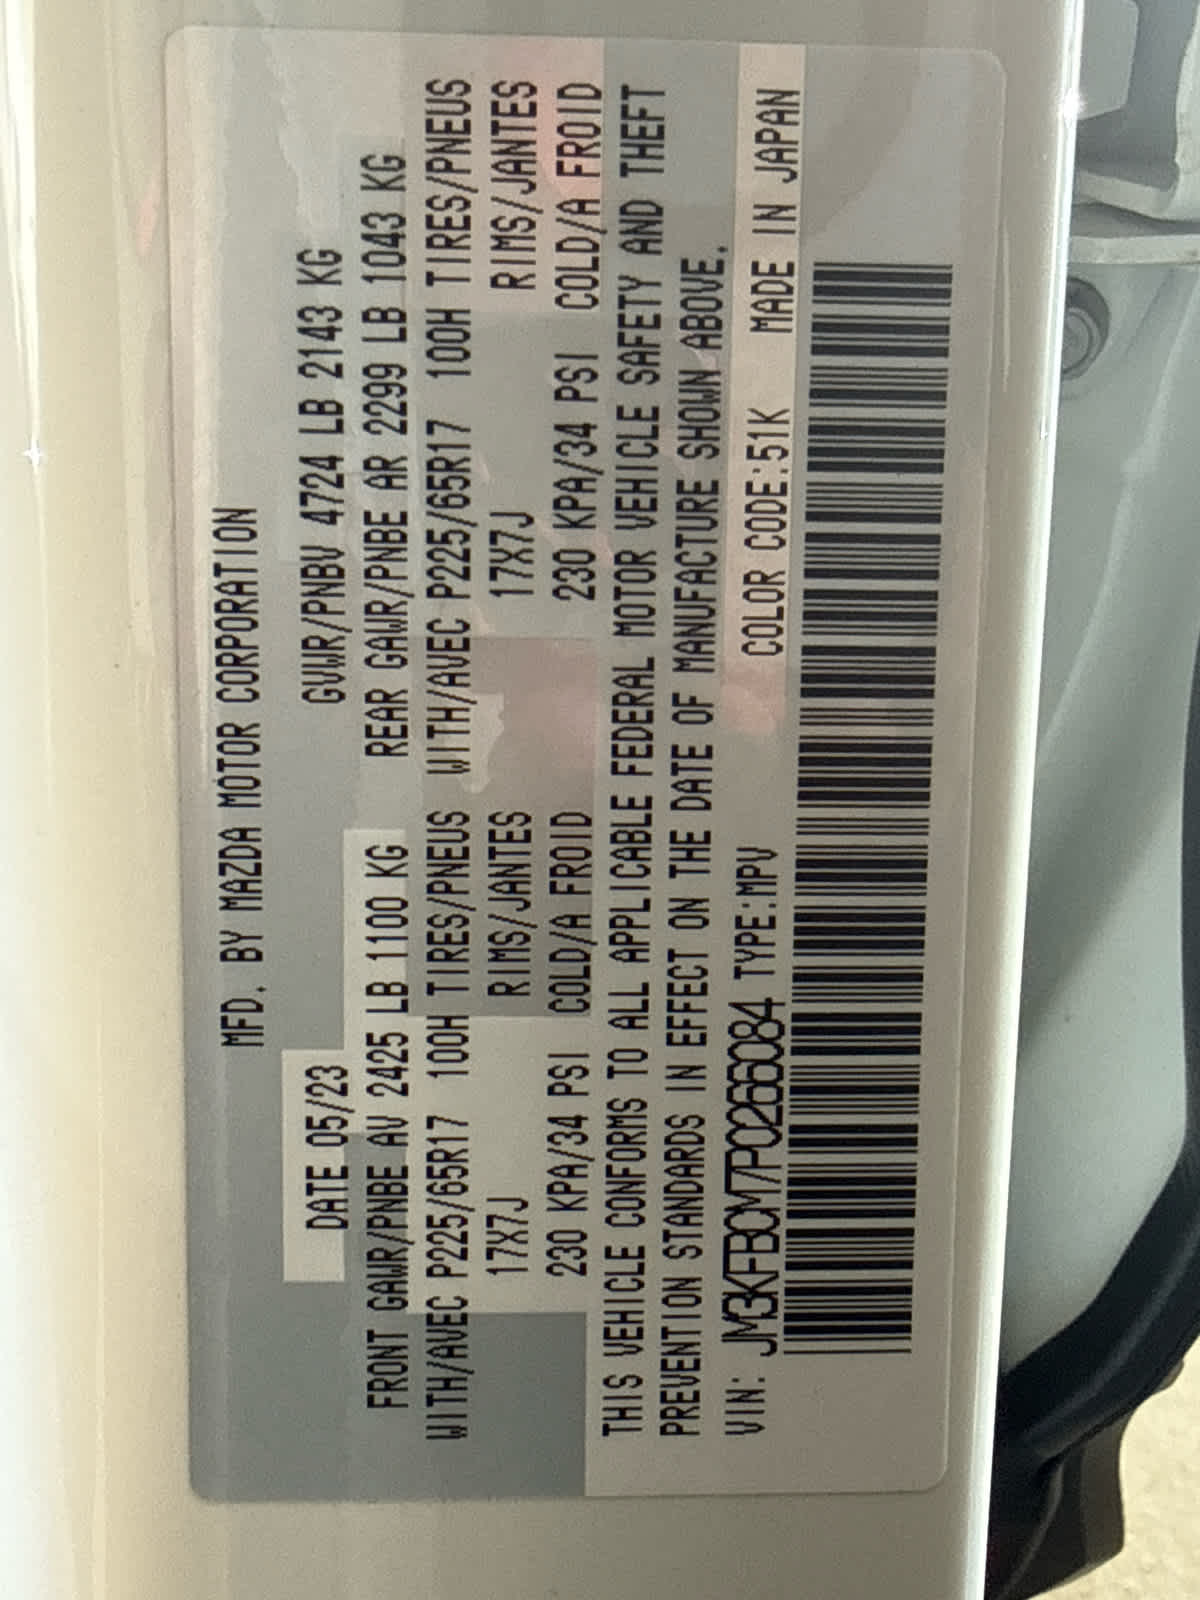 MFD. BY MAZDA MOTOR CORPORATION
DATE 05/23 GVWR/PNBV 4724 LB 2143 KG
FRONT GAWR/PNBE AV 2425 LB 1100 KG REAR GAWR/PNBE AR 2299 LB 1043 KG
WITH/AVEC P225/65R17 100H TIRES/PNEUS WITH/AVEC P225/65R17 100H TIRES/PNEUS
17X7J RIMS/JANTES 17X7J RIMS/JANTES
230 KPA/34 PSI COLD/A FROID 230 KPA/34 PSI COLD/A FROID
THIS VEHICLE CONFORMS TO ALL APPLICABLE FEDERAL MOTOR VEHICLE SAFETY AND THEFT
PREVENTION STANDARDS IN EFFECT ON THE DATE OF MANUFACTURE SHOWN ABOVE.
VIN: JM3KFBCM7P0266084 TYPE:MPV COLOR CODE:51K MADE IN JAPAN